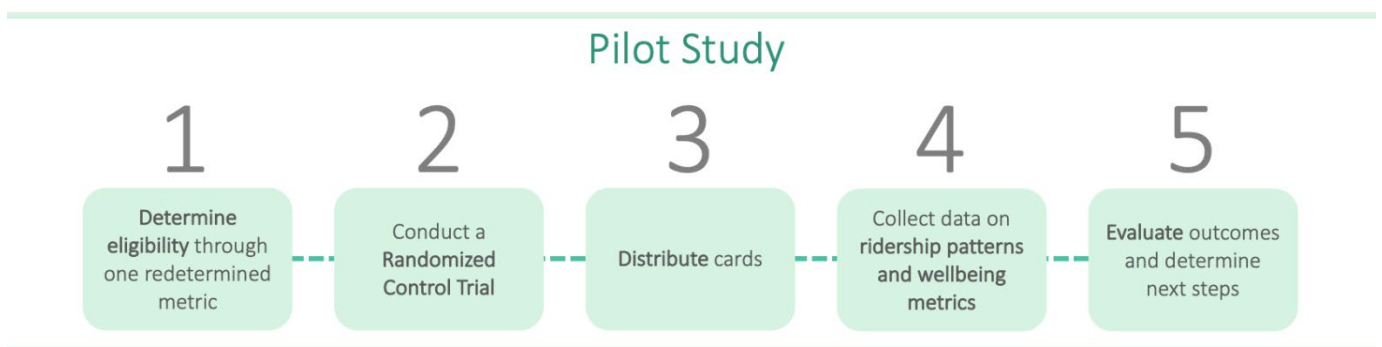 Pilot Study
1
Determine
eligibility through
one redetermined
metric
2
Conduct a
Randomized
Control Trial
3
Distribute cards
4
Collect data on
ridership patterns
and wellbeing
metrics
5
Evaluate outcomes
and determine
next steps